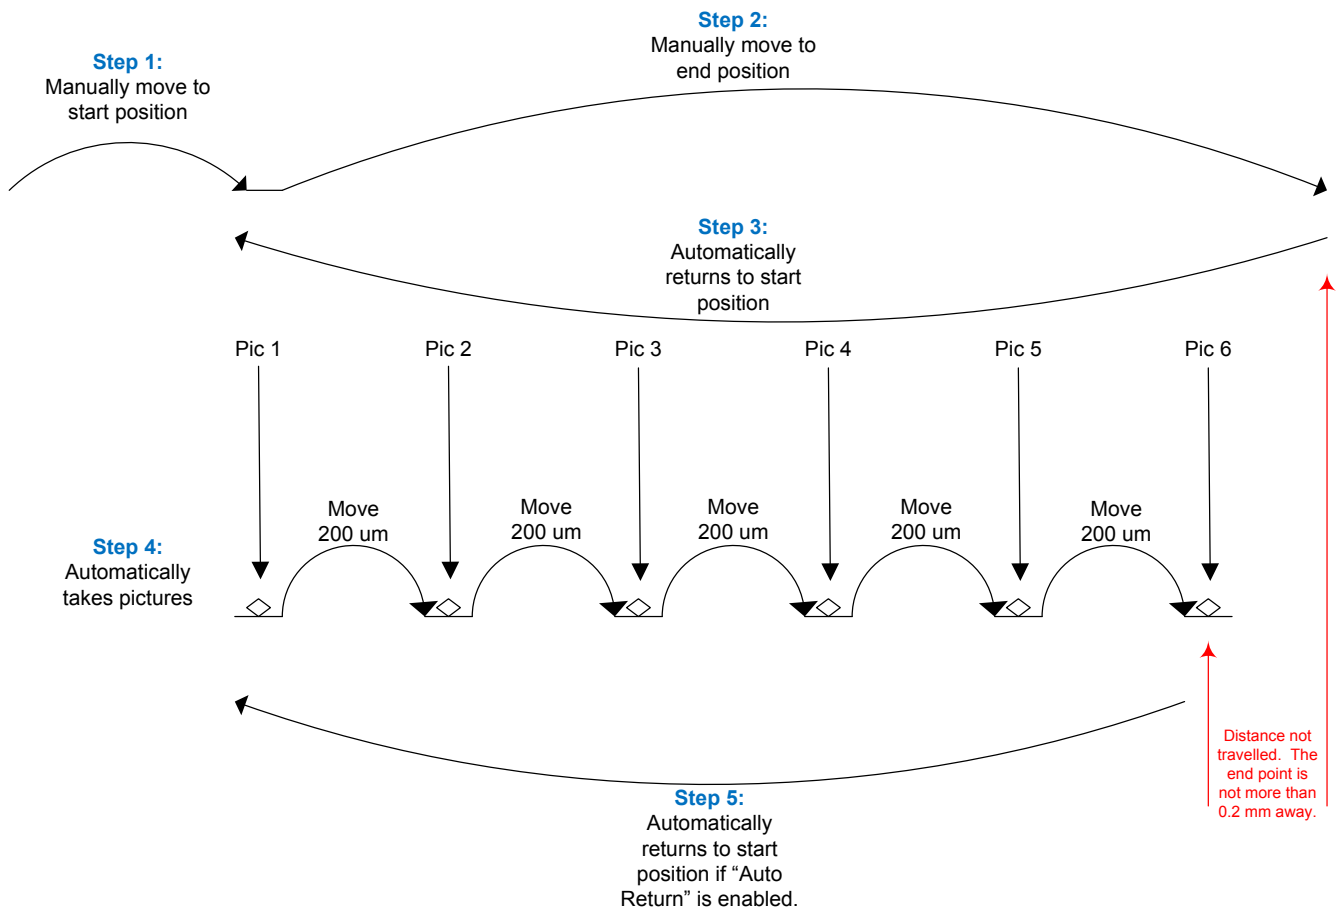 Step 1:
Manually move to
start position
Step 2:
Manually move to
end position
Step 3:
Automatically
returns to start
position
Pic 1
Pic 2
Pic 3
Pic 4
Pic 5
Pic 6
Step 4:
Automatically
takes pictures
Move
200 um
Move
200 um
Move
200 um
Move
200 um
Move
200 um
Distance not
travelled.  The
end point is
not more than
0.2 mm away.
Step 5:
Automatically
returns to start
position if “Auto
Return” is enabled.